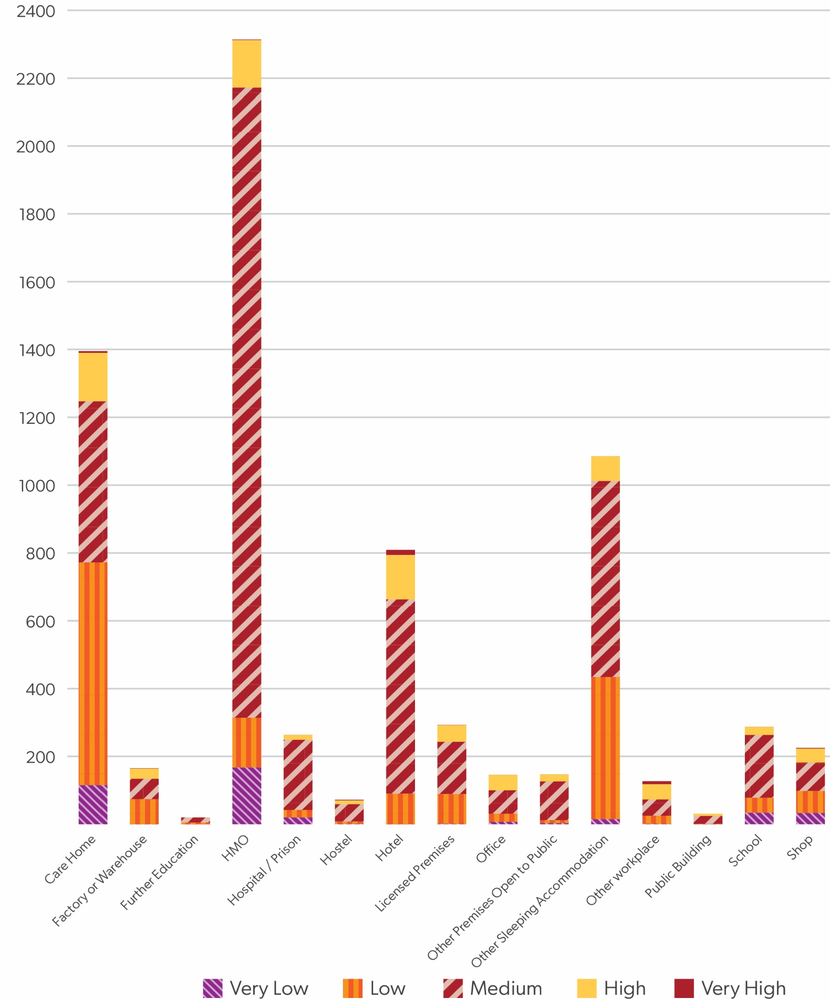 2400
2200
2000
1800
1600
1400
1200
1000
800
600
400
200
Care Home
Factory or Warehouse
Further Education
HMO
Hospital / Prison
Hostel
Hotel
Licensed Premises
Office
Other Premises Open to Public
Other Sleeping Accommodation
Other workplace
Public Building
School
Shop
Very Low
Low
Medium
High
Very High